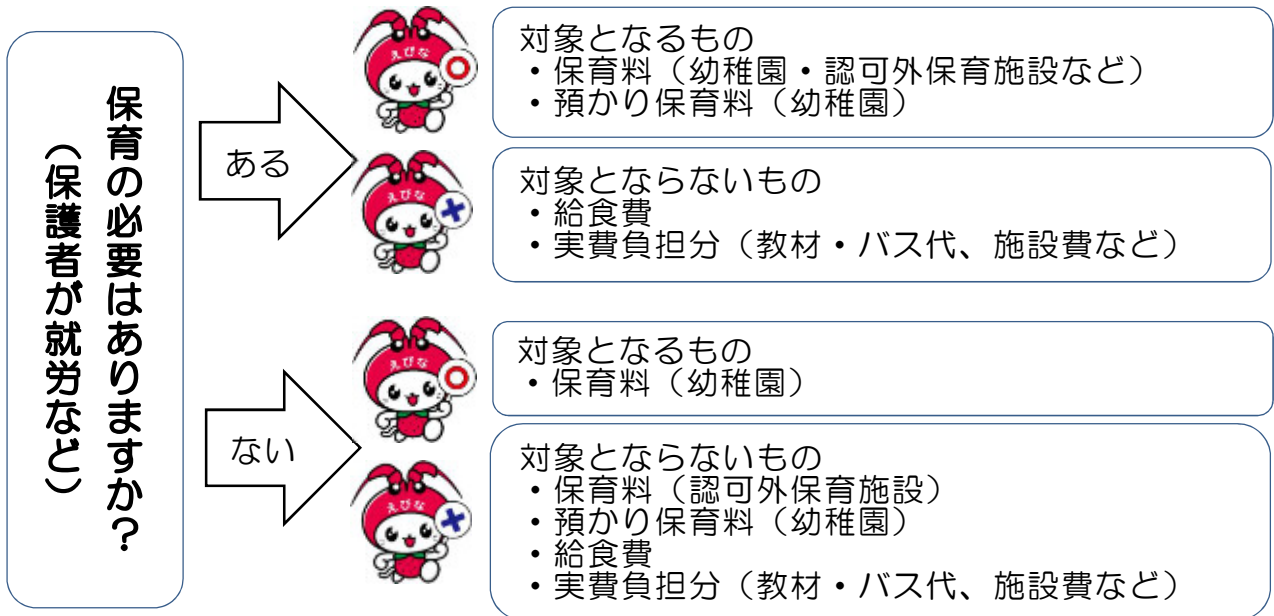 保育の必要はありますか？
（保護者が就労など）
ある
えびな
対象となるもの
・保育料（幼稚園・認可外保育施設など）
・預かり保育料（幼稚園）
えびな
対象とならないもの
・給食費
・実費負担分（教材・バス代、施設費など）
ない
えびな
対象となるもの
・保育料（幼稚園）
えびな
対象とならないもの
・保育料（認可外保育施設）
・預かり保育料（幼稚園）
・給食費
・実費負担分（教材・バス代、施設費など）